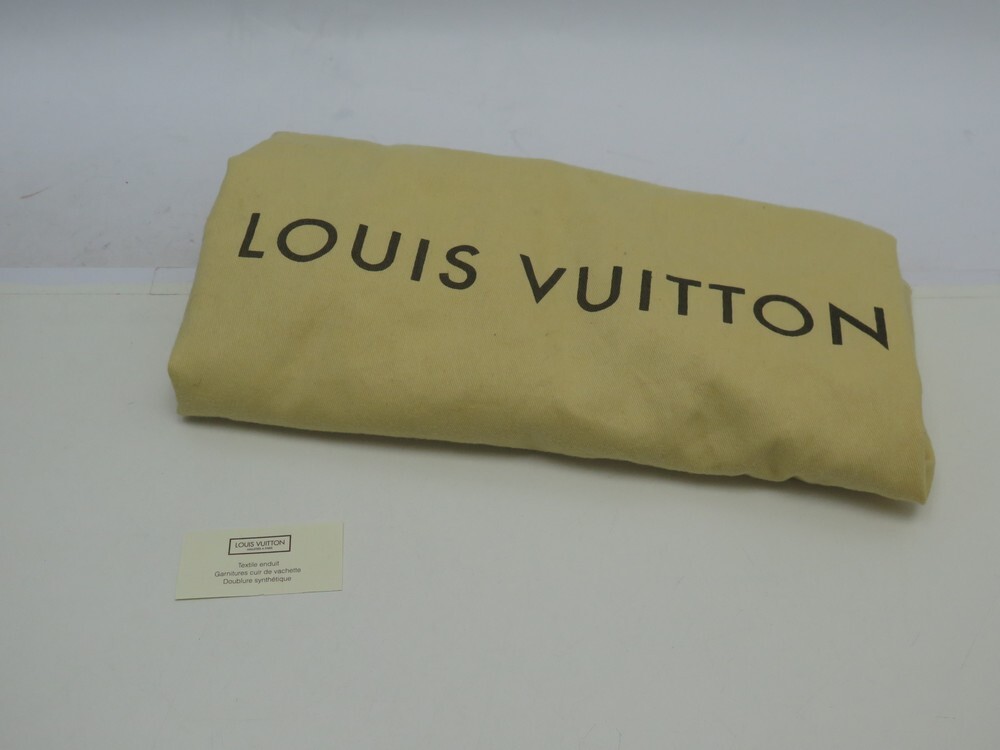 LOUIS VUITTON
LOUIS VUITTON
Textile enduit
Garnitures cuir de vachette
Doublure synthétique